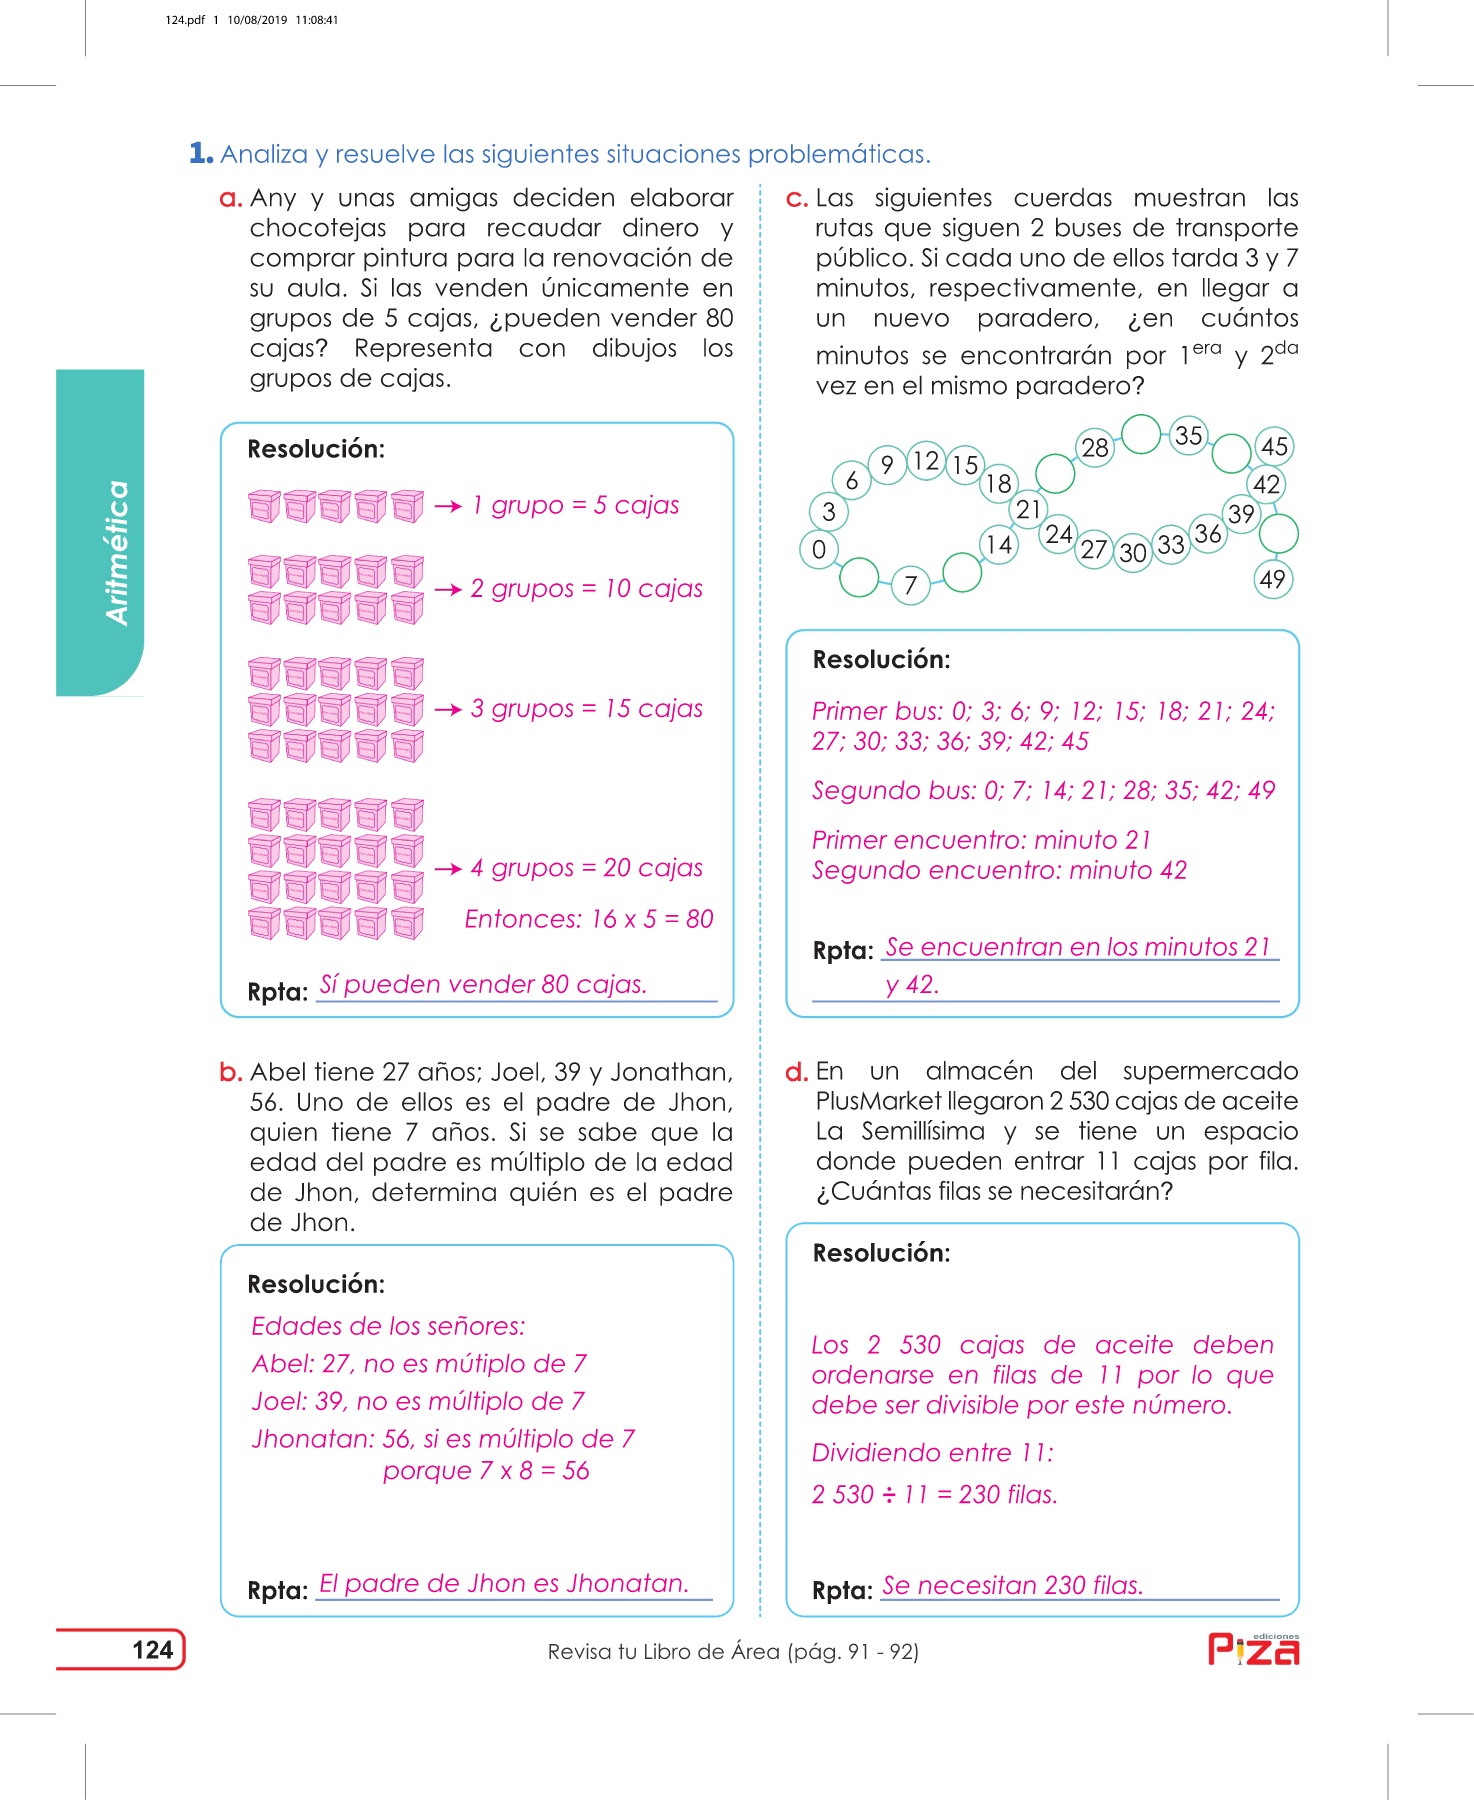 124.pdf 1 10/08/2019 11:08:41
1. Analiza y resuelve las siguientes situaciones problemáticas.
a. Any y unas amigas deciden elaborar
chocotejas para recaudar dinero y
comprar pintura para la renovación de
su aula. Si las venden únicamente en
grupos de 5 cajas, ¿pueden vender 80
cajas? Representa con dibujos los
grupos de cajas.
Resolución:
1 grupo = 5 cajas
2 grupos = 10 cajas
3 grupos = 15 cajas
4 grupos = 20 cajas
Entonces: 16 x 5 = 80
Rpta: Sí pueden vender 80 cajas.
b. Abel tiene 27 años; Joel, 39 y Jonathan,
56. Uno de ellos es el padre de Jhon,
quien tiene 7 años. Si se sabe que la
edad del padre es múltiplo de la edad
de Jhon, determina quién es el padre
de Jhon.
Resolución:
Edades de los señores:
Abel: 27, no es mútiplo de 7
Joel: 39, no es múltiplo de 7
Jhonatan: 56, si es múltiplo de 7
porque 7 x 8 = 56
Rpta: El padre de Jhon es Jhonatan.
c. Las siguientes cuerdas muestran las
rutas que siguen 2 buses de transporte
público. Si cada uno de ellos tarda 3 y 7
minutos, respectivamente, en llegar a
un nuevo paradero, ¿en cuántos
minutos se encontrarán por 1era y 2da
vez en el mismo paradero?
0
3
6
9
12
15
18
21
24
27
30
33
36
39
42
45
7
14
28
35
49
Resolución:
Primer bus: 0; 3; 6; 9; 12; 15; 18; 21; 24;
27; 30; 33; 36; 39; 42; 45
Segundo bus: 0; 7; 14; 21; 28; 35; 42; 49
Primer encuentro: minuto 21
Segundo encuentro: minuto 42
Rpta: Se encuentran en los minutos 21
y 42.
d. En un almacén del supermercado
PlusMarket llegaron 2 530 cajas de aceite
La Semillísima y se tiene un espacio
donde pueden entrar 11 cajas por fila.
¿Cuántas filas se necesitarán?
Resolución:
Los 2 530 cajas de aceite deben
ordenarse en filas de 11 por lo que
debe ser divisible por este número.
Dividiendo entre 11:
2 530 ÷ 11 = 230 filas.
Rpta: Se necesitan 230 filas.
Aritmética
124
Revisa tu Libro de Área (pág. 91 - 92)
ediciones
Piza